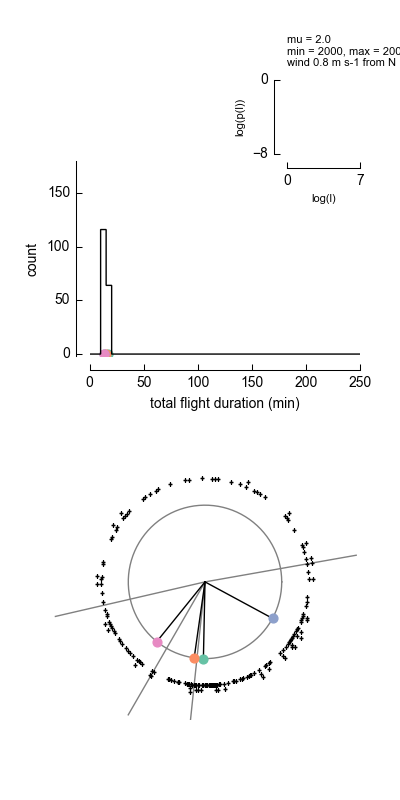 mu = 2.0
min = 2000, max = 200
wind 0.8 m s-1 from N
0
log(p(l))
−8
0 7
log(l)
150
count
100
50
0
0 50 100 150 200 250
total flight duration (min)